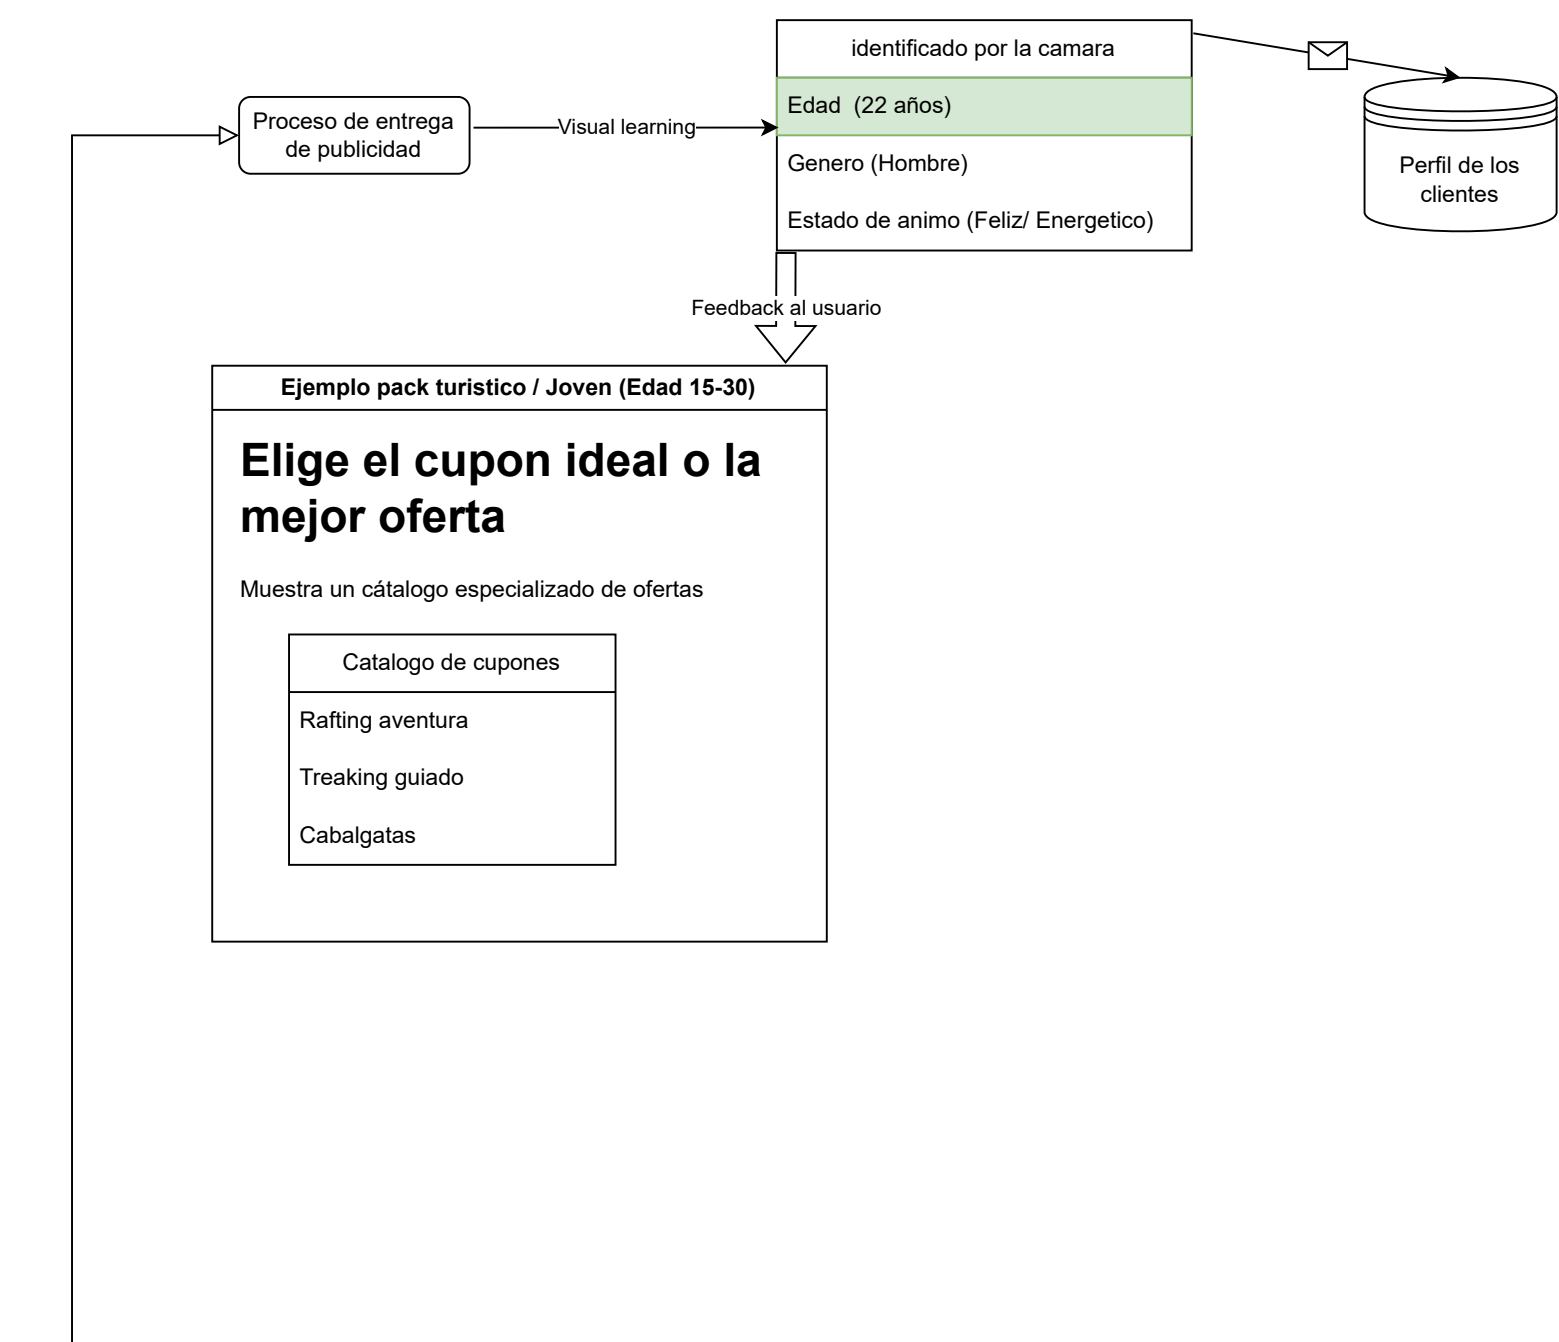 identificado por la camara
Edad  (22 años)
Genero (Hombre)
Estado de animo (Feliz/ Energetico)
Proceso de entrega
de publicidad
Visual learning
Perfil de los
clientes
Feedback al usuario
Ejemplo pack turistico / Joven (Edad 15-30)
Elige el cupon ideal o la
mejor oferta
Muestra un cátalogo especializado de ofertas
Catalogo de cupones
Rafting aventura
Treaking guiado
Cabalgatas